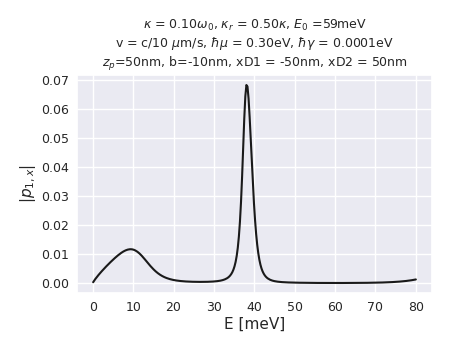 κ = 0.10ω₀, κᵣ = 0.50κ, E₀ =59meV
v = c/10 μm/s, ħμ = 0.30eV, ħγ = 0.0001eV
zₚ=50nm, b=-10nm, xD1 = -50nm, xD2 = 50nm
0.07
0.06
0.05
0.04
0.03
0.02
0.01
0.00
|p₁,ₓ|
0 10 20 30 40 50 60 70 80
E [meV]